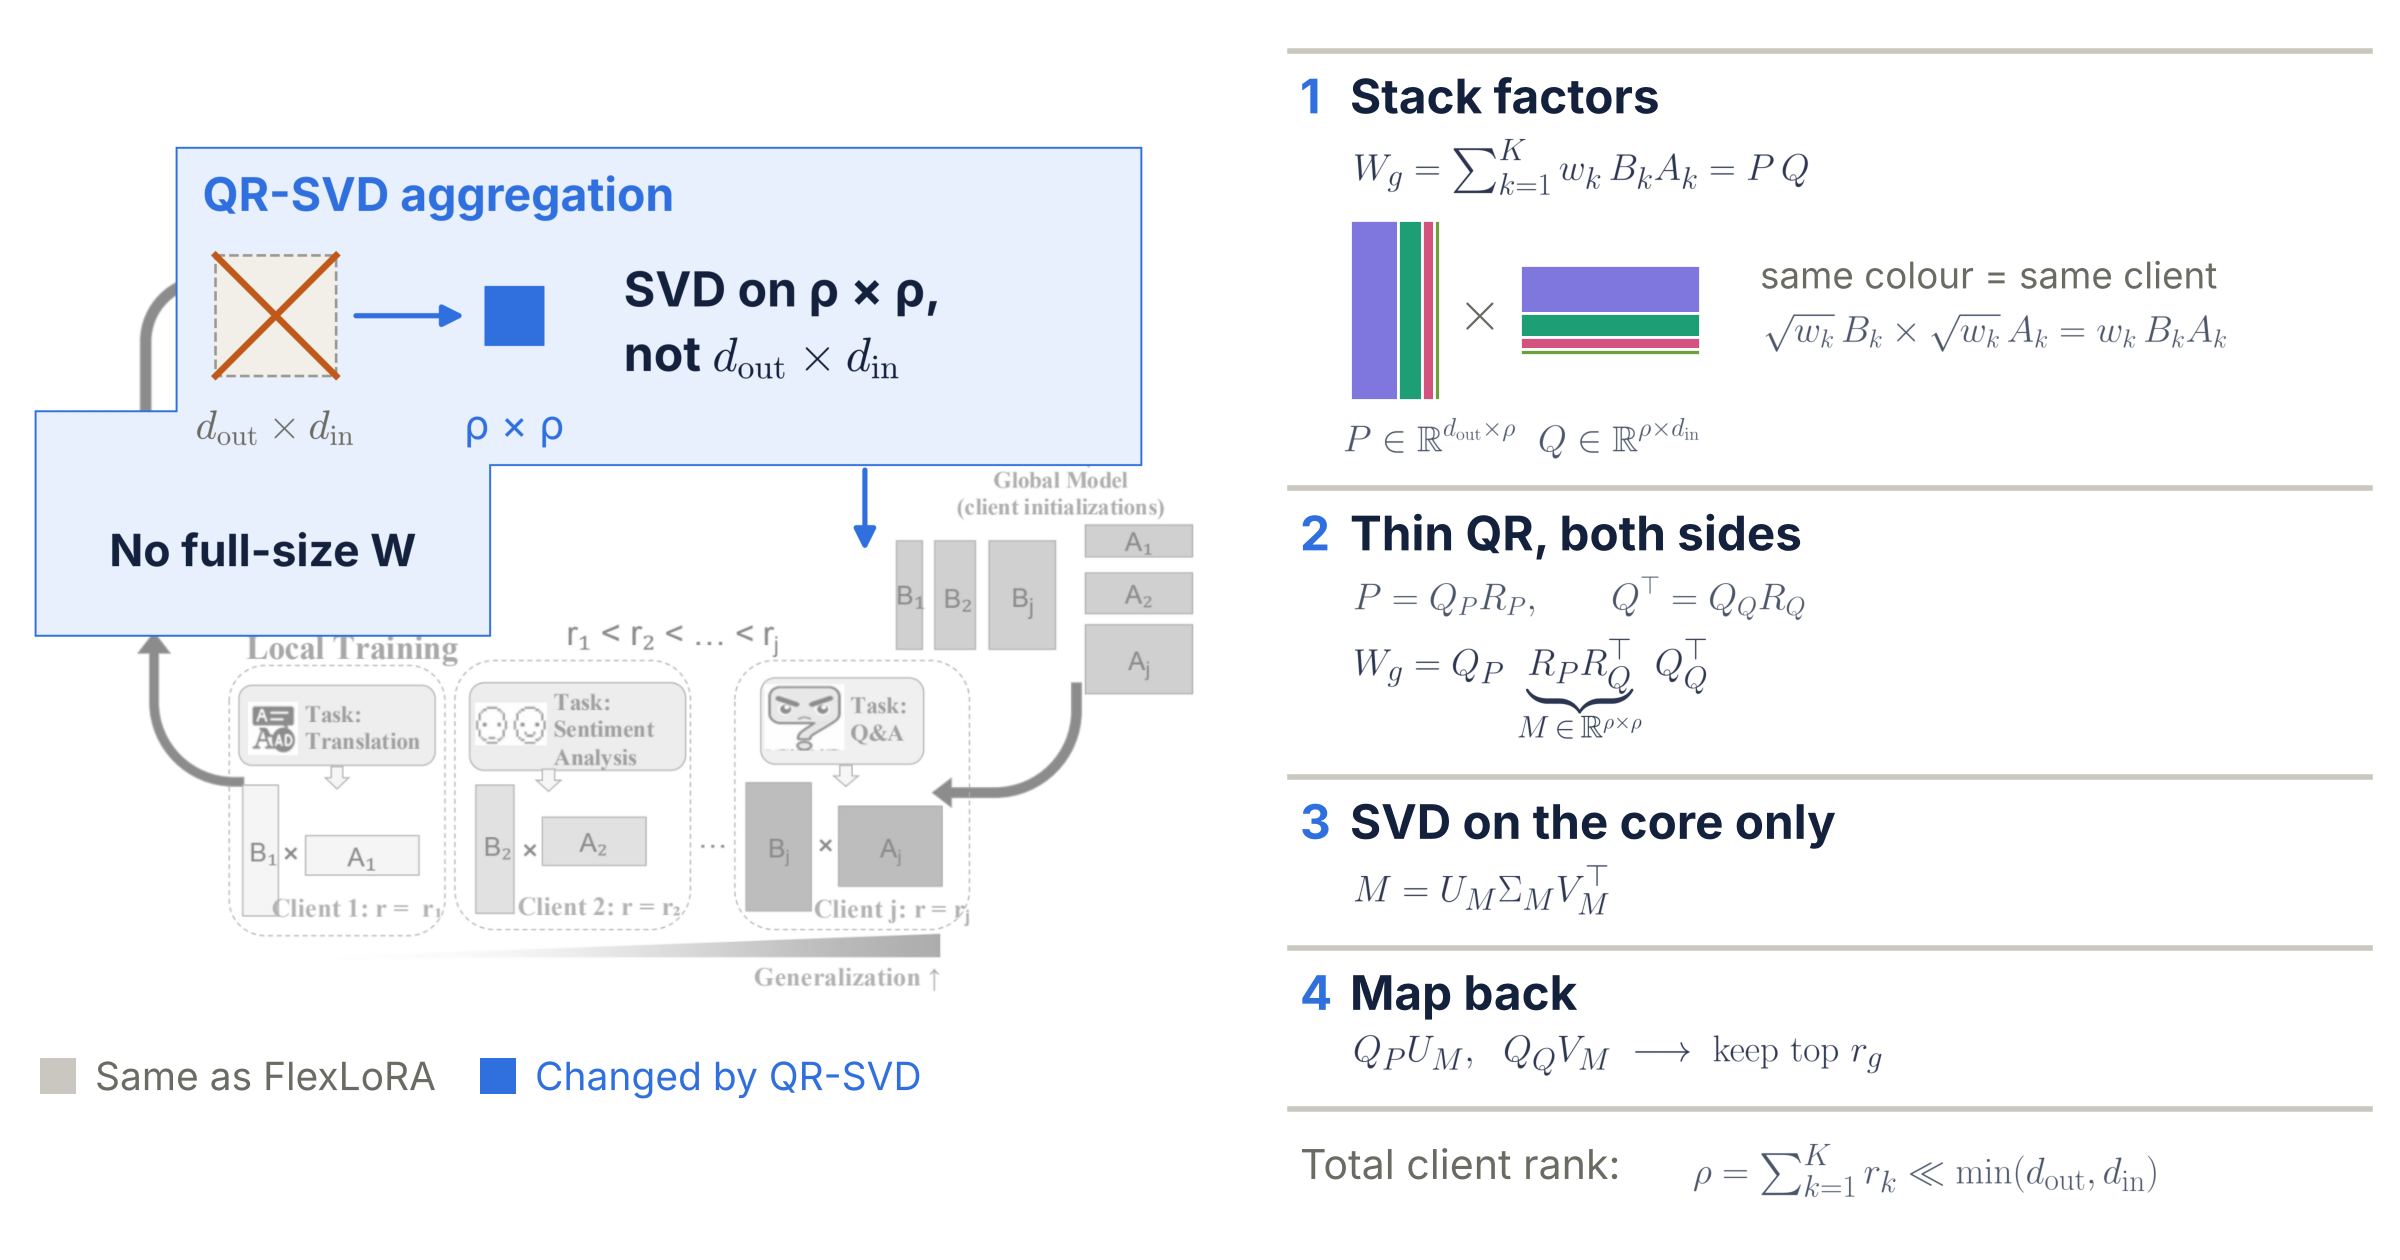 QR-SVD aggregation
SVD on ρ × ρ,
not d_out × d_in
d_out × d_in
ρ × ρ
No full-size W
Global Model
(client initializations)
B₁
B₂
Bⱼ
A₁
A₂
Aⱼ
r₁ < r₂ < … < rⱼ
Local Training
Task:
Translation
Task:
Sentiment
Analysis
Task:
Q&A
B₁ × A₁
B₂ × A₂
…
Bⱼ × Aⱼ
Client 1: r = r₁
Client 2: r = r₂
Client j: r = rⱼ
Generalization ↑
Same as FlexLoRA
Changed by QR-SVD
1 Stack factors
W_g = ∑_{k=1}^{K} w_k B_k A_k = P Q
×
same colour = same client
√w_k B_k × √w_k A_k = w_k B_k A_k
P ∈ ℝ^{d_out×ρ} Q ∈ ℝ^{ρ×d_in}
2 Thin QR, both sides
P = Q_P R_P, Q^⊤ = Q_Q R_Q
W_g = Q_P R_P R_Q^⊤ Q_Q^⊤
M ∈ ℝ^{ρ×ρ}
3 SVD on the core only
M = U_M Σ_M V_M^⊤
4 Map back
Q_P U_M, Q_Q V_M ⟶ keep top r_g
Total client rank: ρ = ∑_{k=1}^{K} r_k ≪ min(d_out, d_in)